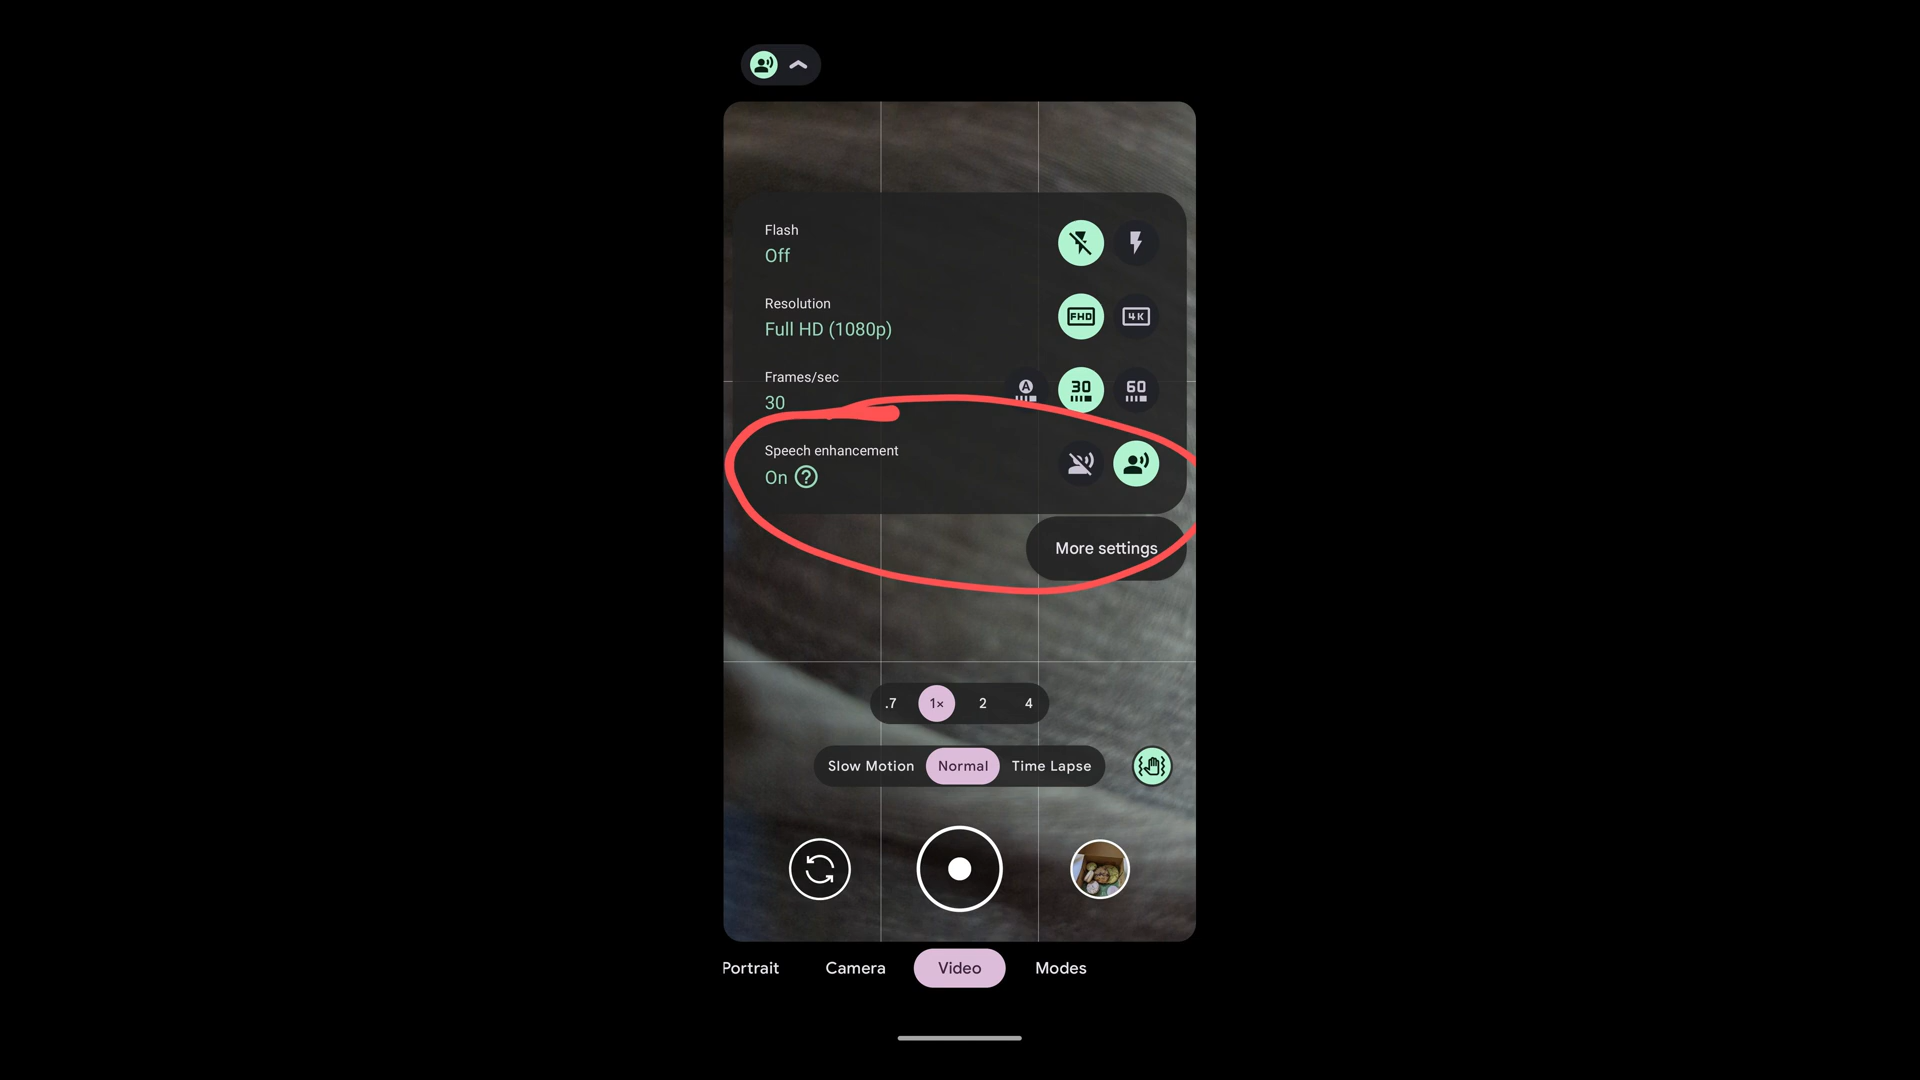 Flash
Off
Resolution
Full HD (1080p)
FHD
4K
Frames/sec
30
A
30
60
Speech enhancement
On ?
More settings
.7 1× 2 4
Slow Motion Normal Time Lapse
Portrait Camera Video Modes